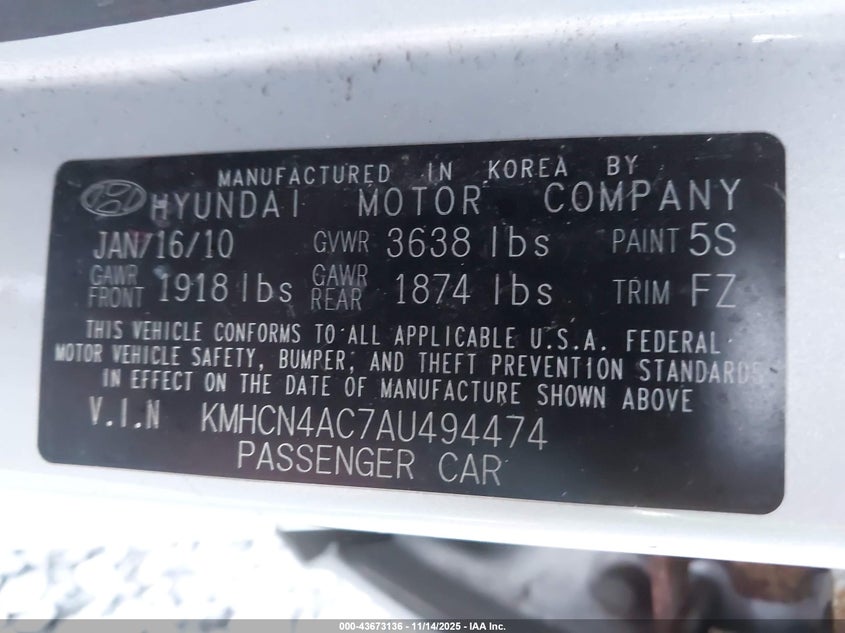 MANUFACTURED IN KOREA BY
HYUNDAI MOTOR COMPANY
JAN/16/10 GVWR 3638 lbs PAINT 5S
GAWR FRONT 1918 lbs GAWR REAR 1874 lbs TRIM FZ
THIS VEHICLE CONFORMS TO ALL APPLICABLE U.S.A. FEDERAL
MOTOR VEHICLE SAFETY, BUMPER, AND THEFT PREVENTION STANDARDS
IN EFFECT ON THE DATE OF MANUFACTURE SHOWN ABOVE
V.I.N KMHCN4AC7AU494474
PASSENGER CAR
000-43673136 - 11/14/2025 - IAA Inc.